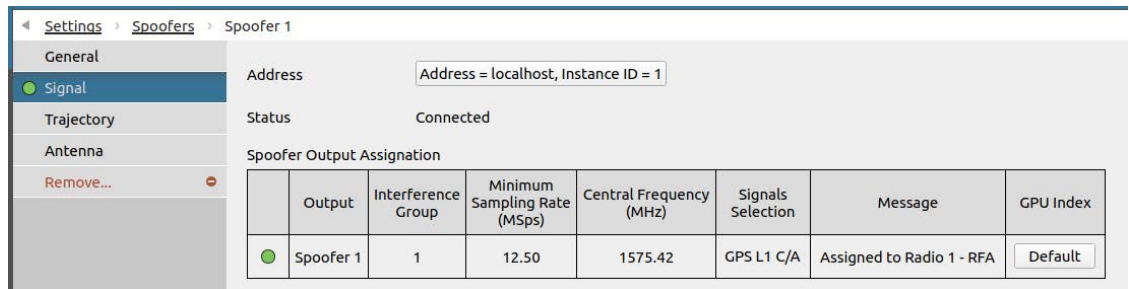 Settings > Spoofers > Spoofer 1
General
Signal
Trajectory
Antenna
Remove...
Address
Address = localhost, Instance ID = 1
Status
Connected
Spoofer Output Assignation
Output
Interference
Group
Minimum
Sampling Rate
(MSps)
Central Frequency
(MHz)
Signals
Selection
Message
GPU Index
Spoofer 1
1
12.50
1575.42
GPS L1 C/A
Assigned to Radio 1 - RFA
Default